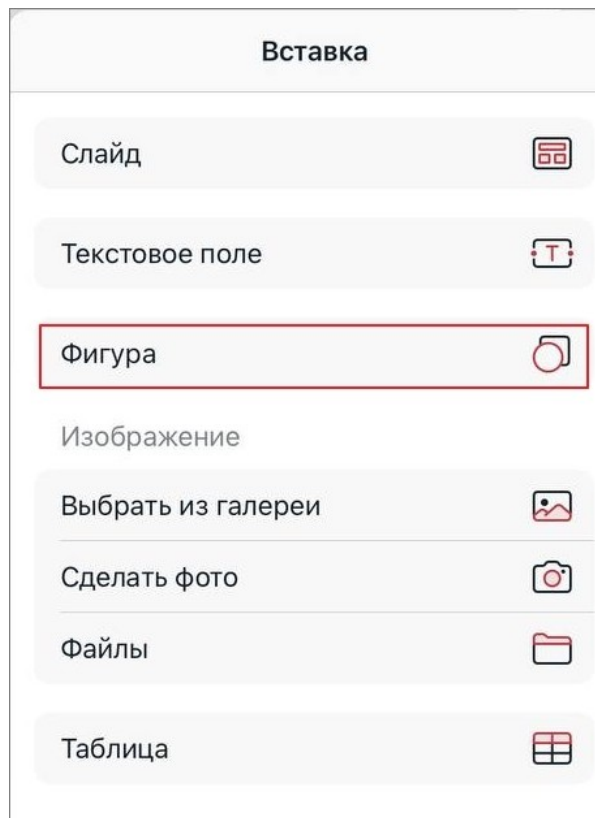 Вставка
Слайд
Текстовое поле
Фигура
Изображение
Выбрать из галереи
Сделать фото
Файлы
Таблица